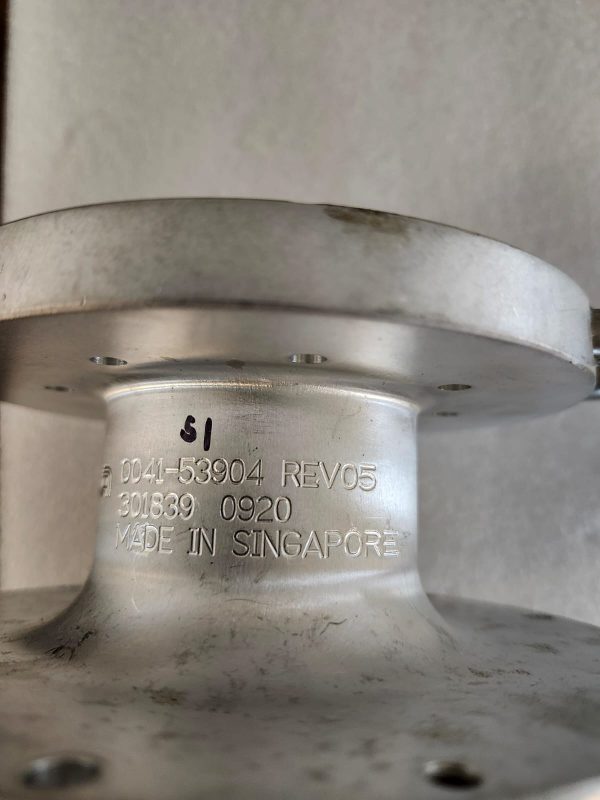 S1
0041-53904 REV05
301839 0920
MADE IN SINGAPORE